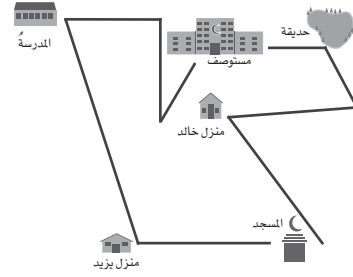 حديقة
المدرسةُ
مستوصف
منزل خالد
المسجد
منزل يزيد